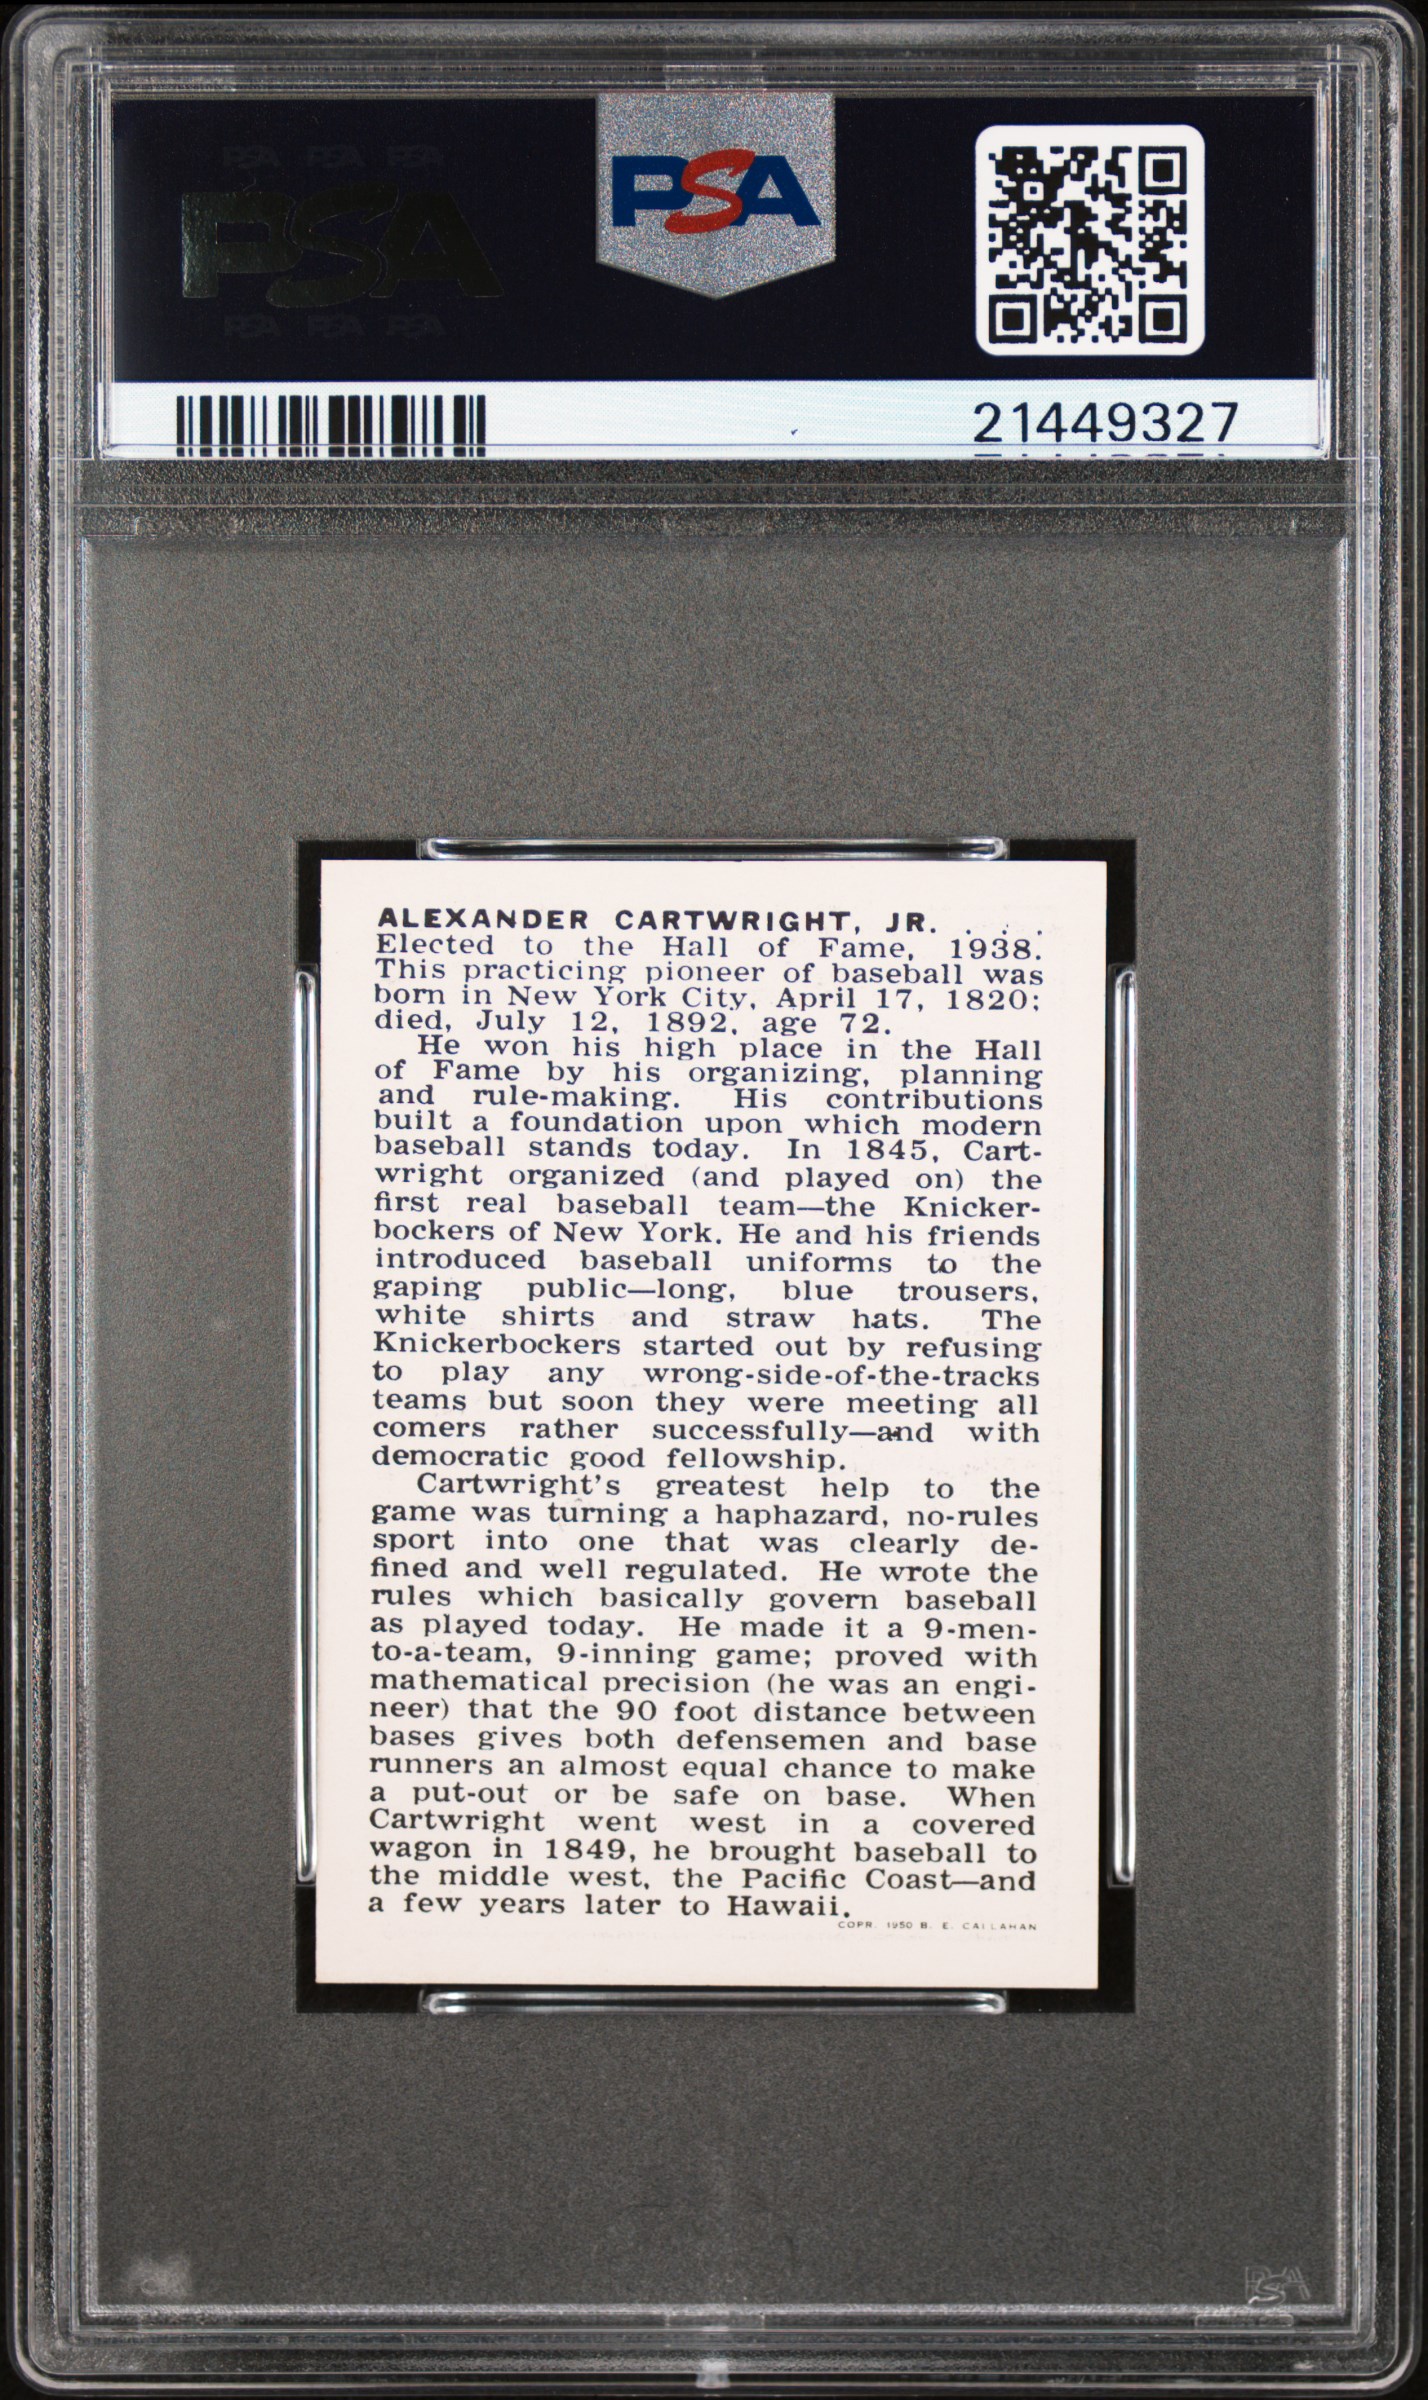 PSA PSA PSA
PSA
PSA PSA PSA
PSA
21449327
ALEXANDER CARTWRIGHT, JR. . . .
Elected to the Hall of Fame, 1938.
This practicing pioneer of baseball was
born in New York City, April 17, 1820;
died, July 12, 1892, age 72.
He won his high place in the Hall
of Fame by his organizing, planning
and rule-making. His contributions
built a foundation upon which modern
baseball stands today. In 1845, Cart-
wright organized (and played on) the
first real baseball team—the Knicker-
bockers of New York. He and his friends
introduced baseball uniforms to the
gaping public—long, blue trousers,
white shirts and straw hats. The
Knickerbockers started out by refusing
to play any wrong-side-of-the-tracks
teams but soon they were meeting all
comers rather successfully—and with
democratic good fellowship.
Cartwright's greatest help to the
game was turning a haphazard, no-rules
sport into one that was clearly de-
fined and well regulated. He wrote the
rules which basically govern baseball
as played today. He made it a 9-men-
to-a-team, 9-inning game; proved with
mathematical precision (he was an engi-
neer) that the 90 foot distance between
bases gives both defensemen and base
runners an almost equal chance to make
a put-out or be safe on base. When
Cartwright went west in a covered
wagon in 1849, he brought baseball to
the middle west, the Pacific Coast—and
a few years later to Hawaii.
COPR. 1950 B. E. CALLAHAN
PSA